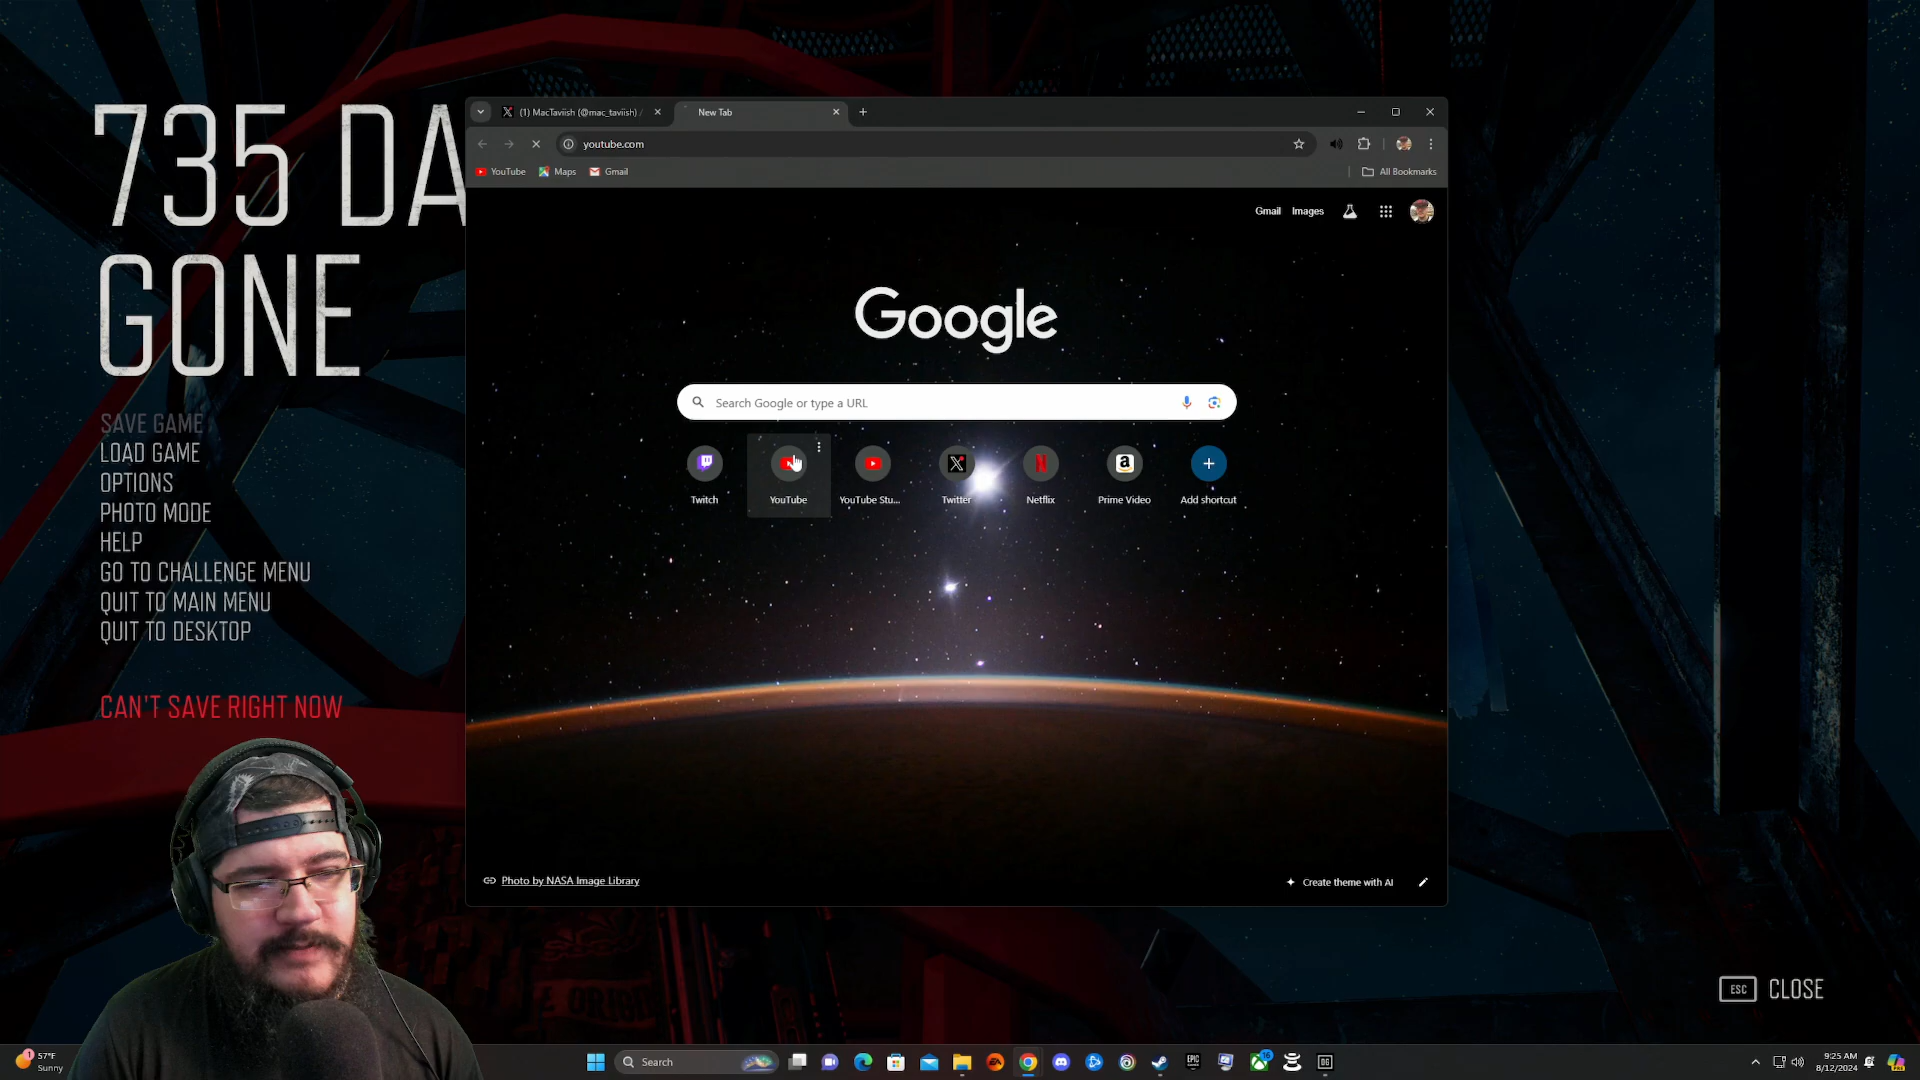 735 DA
GONE
SAVE GAME
LOAD GAME
OPTIONS
PHOTO MODE
HELP
GO TO CHALLENGE MENU
QUIT TO MAIN MENU
QUIT TO DESKTOP
CAN'T SAVE RIGHT NOW
(1) MacTaviish (@mac_taviish) /
New Tab
youtube.com
YouTube
Maps
Gmail
All Bookmarks
Gmail
Images
Google
Search Google or type a URL
Twitch
YouTube
YouTube Stu...
Twitter
Netflix
Prime Video
Add shortcut
Photo by NASA Image Library
Create theme with AI
ESC CLOSE
1
57°F
Sunny
Search
EPIC
16
DG
9:25 AM
8/12/2024